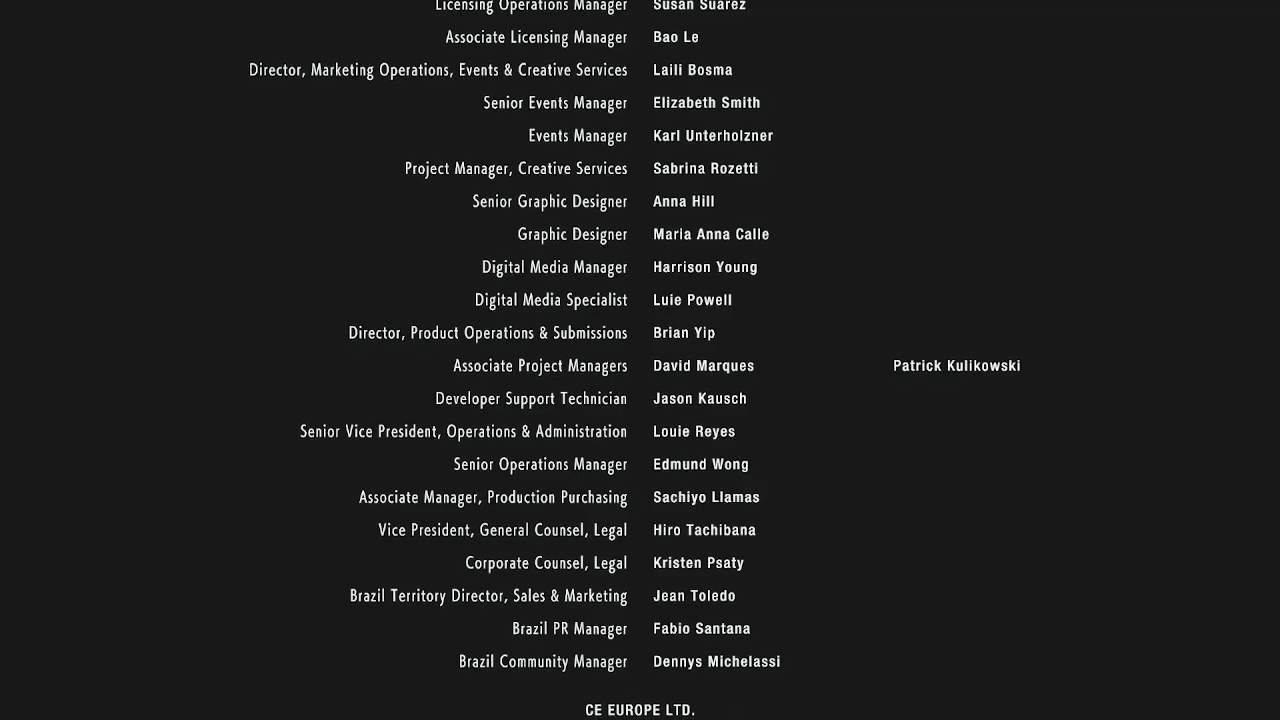 Licensing Operations Manager Susan Suarez
Associate Licensing Manager Bao Le
Director, Marketing Operations, Events & Creative Services Laili Bosma
Senior Events Manager Elizabeth Smith
Events Manager Karl Unterholzner
Project Manager, Creative Services Sabrina Rozetti
Senior Graphic Designer Anna Hill
Graphic Designer Maria Anna Calle
Digital Media Manager Harrison Young
Digital Media Specialist Luie Powell
Director, Product Operations & Submissions Brian Yip
Associate Project Managers David Marques Patrick Kulikowski
Developer Support Technician Jason Kausch
Senior Vice President, Operations & Administration Louie Reyes
Senior Operations Manager Edmund Wong
Associate Manager, Production Purchasing Sachiyo Llamas
Vice President, General Counsel, Legal Hiro Tachibana
Corporate Counsel, Legal Kristen Psaty
Brazil Territory Director, Sales & Marketing Jean Toledo
Brazil PR Manager Fabio Santana
Brazil Community Manager Dennys Michelassi
CE EUROPE LTD.